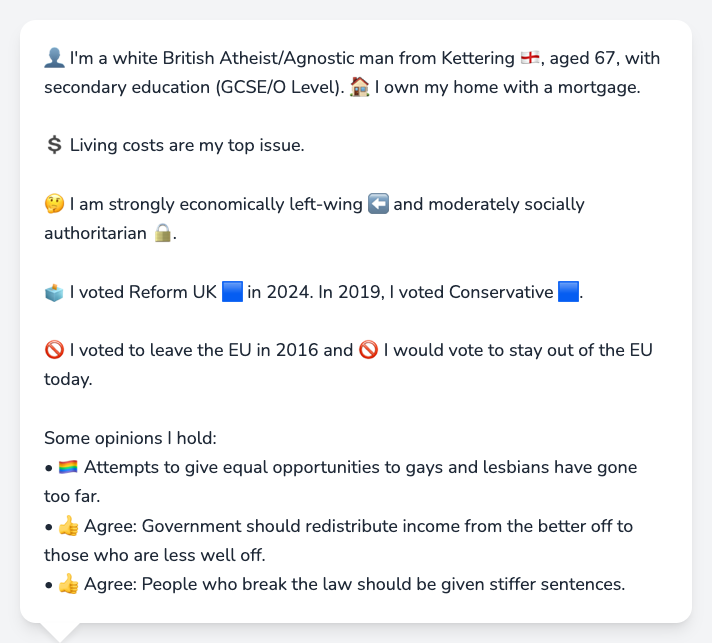 👤 I'm a white British Atheist/Agnostic man from Kettering 🏴󠁧󠁢󠁥󠁮󠁧󠁿, aged 67, with
secondary education (GCSE/O Level). 🏠 I own my home with a mortgage.
💲 Living costs are my top issue.
🤔 I am strongly economically left-wing ⬅️ and moderately socially
authoritarian 🔒.
🗳️ I voted Reform UK 🟦 in 2024. In 2019, I voted Conservative 🟦.
🚫 I voted to leave the EU in 2016 and 🚫 I would vote to stay out of the EU
today.
Some opinions I hold:
• 🏳️‍🌈 Attempts to give equal opportunities to gays and lesbians have gone
too far.
• 👍 Agree: Government should redistribute income from the better off to
those who are less well off.
• 👍 Agree: People who break the law should be given stiffer sentences.